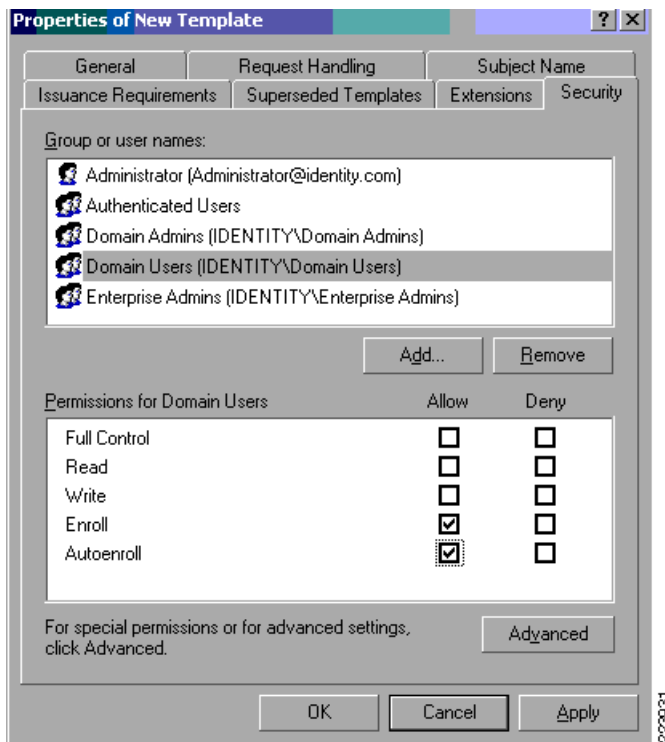 Properties of New Template
General Request Handling Subject Name
Issuance Requirements Superseded Templates Extensions Security
Group or user names:
Administrator (Administrator@identity.com)
Authenticated Users
Domain Admins (IDENTITY\Domain Admins)
Domain Users (IDENTITY\Domain Users)
Enterprise Admins (IDENTITY\Enterprise Admins)
Add... Remove
Permissions for Domain Users Allow Deny
Full Control
Read
Write
Enroll
Autoenroll
For special permissions or for advanced settings,
click Advanced.
Advanced
OK Cancel Apply